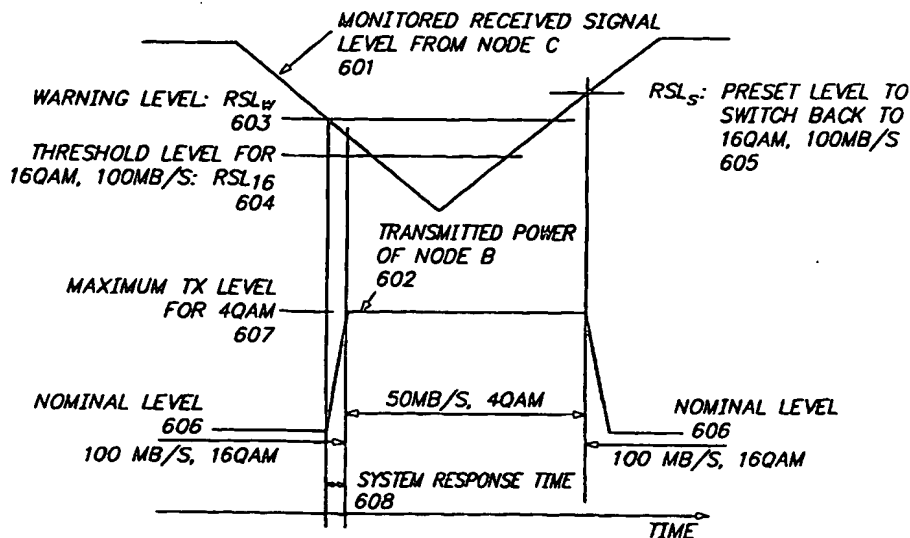 MONITORED RECEIVED SIGNAL
LEVEL FROM NODE C
601
WARNING LEVEL: RSLW
603
THRESHOLD LEVEL FOR
16QAM, 100MB/S: RSL16
604
RSLS: PRESET LEVEL TO
SWITCH BACK TO
16QAM, 100MB/S
605
TRANSMITTED POWER
OF NODE B
602
MAXIMUM TX LEVEL
FOR 4QAM
607
50MB/S, 4QAM
NOMINAL LEVEL
606
100 MB/S, 16QAM
NOMINAL LEVEL
606
100 MB/S, 16QAM
SYSTEM RESPONSE TIME
608
TIME